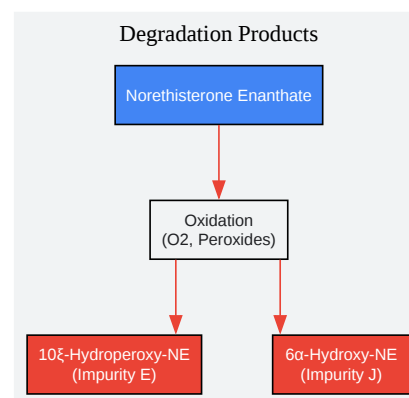 Degradation Products
Norethisterone Enanthate
Oxidation
(O2, Peroxides)
10ξ-Hydroperoxy-NE
(Impurity E)
6α-Hydroxy-NE
(Impurity J)